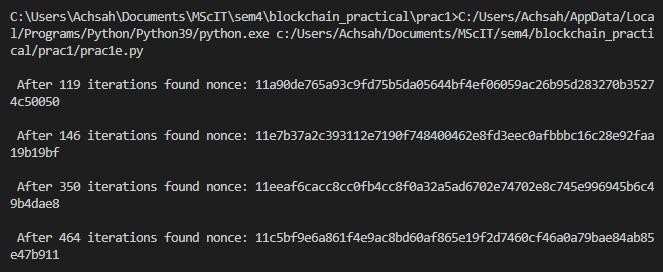 C:\Users\Achsah\Documents\MScIT\sem4\blockchain_practical\prac1>C:/Users/Achsah/AppData/Loca
l/Programs/Python/Python39/python.exe c:/Users/Achsah/Documents/MScIT/sem4/blockchain_practi
cal/prac1/prac1e.py
After 119 iterations found nonce: 11a90de765a93c9fd75b5da05644bf4ef06059ac26b95d283270b3527
4c50050
After 146 iterations found nonce: 11e7b37a2c393112e7190f748400462e8fd3eec0afbbbc16c28e92faa
19b19bf
After 350 iterations found nonce: 11eeaf6cacc8cc0fb4cc8f0a32a5ad6702e74702e8c745e996945b6c4
9b4dae8
After 464 iterations found nonce: 11c5bf9e6a861f4e9ac8bd60af865e19f2d7460cf46a0a79bae84ab85
e47b911